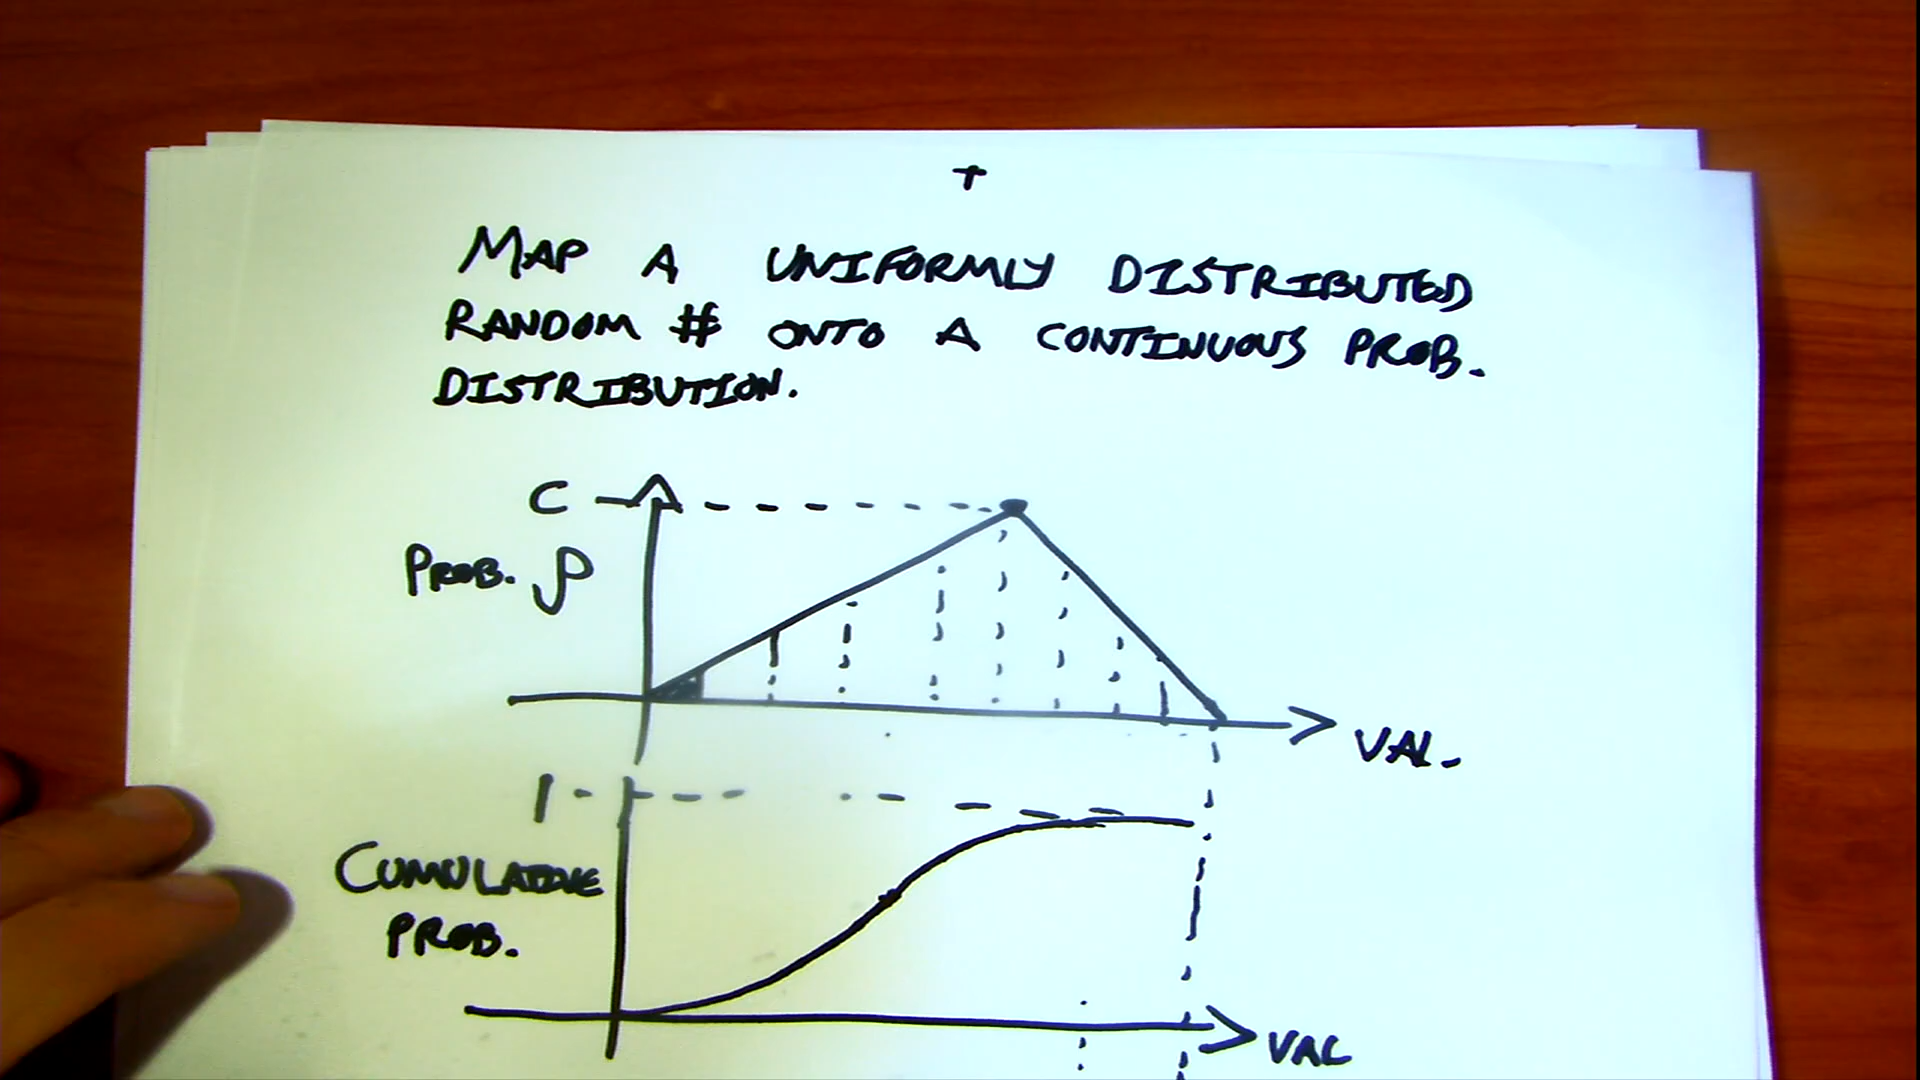 MAP A UNIFORMLY DISTRIBUTED
RANDOM # ONTO A CONTINUOUS PROB.
DISTRIBUTION.
C
PROB. ρ
VAL.
1
CUMULATIVE
PROB.
VAL